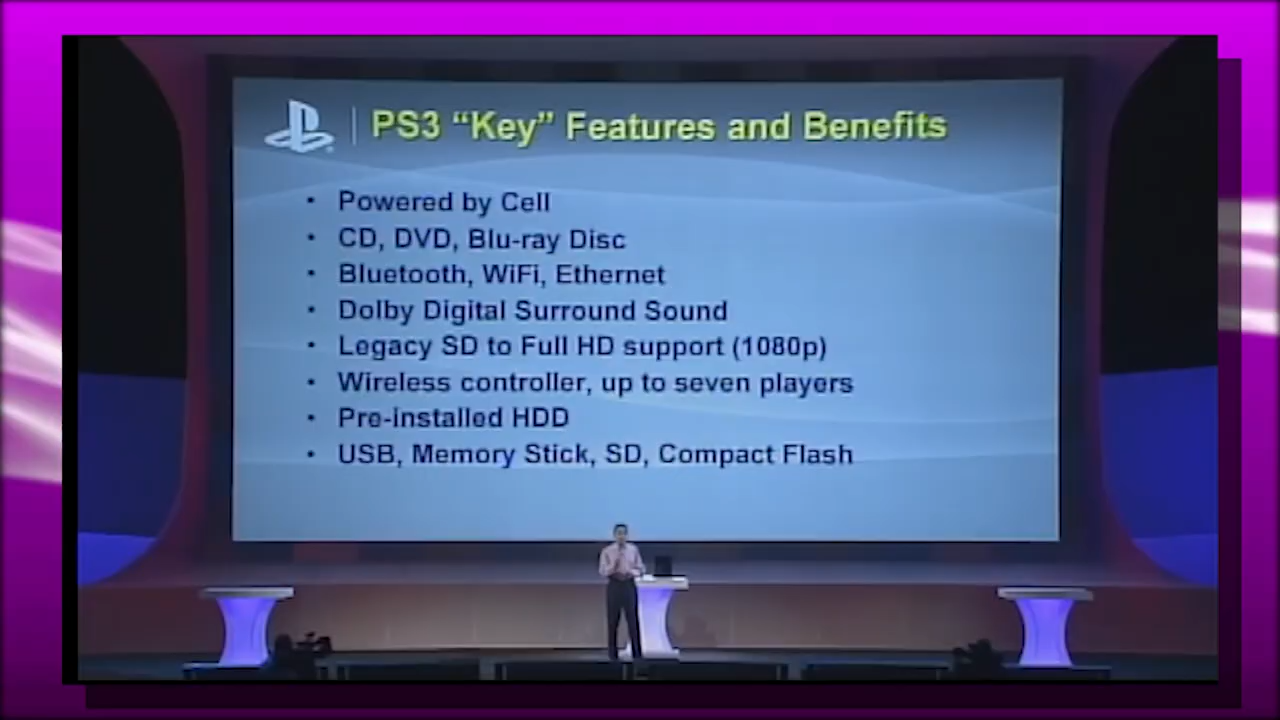 PS3 “Key” Features and Benefits
• Powered by Cell
• CD, DVD, Blu-ray Disc
• Bluetooth, WiFi, Ethernet
• Dolby Digital Surround Sound
• Legacy SD to Full HD support (1080p)
• Wireless controller, up to seven players
• Pre-installed HDD
• USB, Memory Stick, SD, Compact Flash